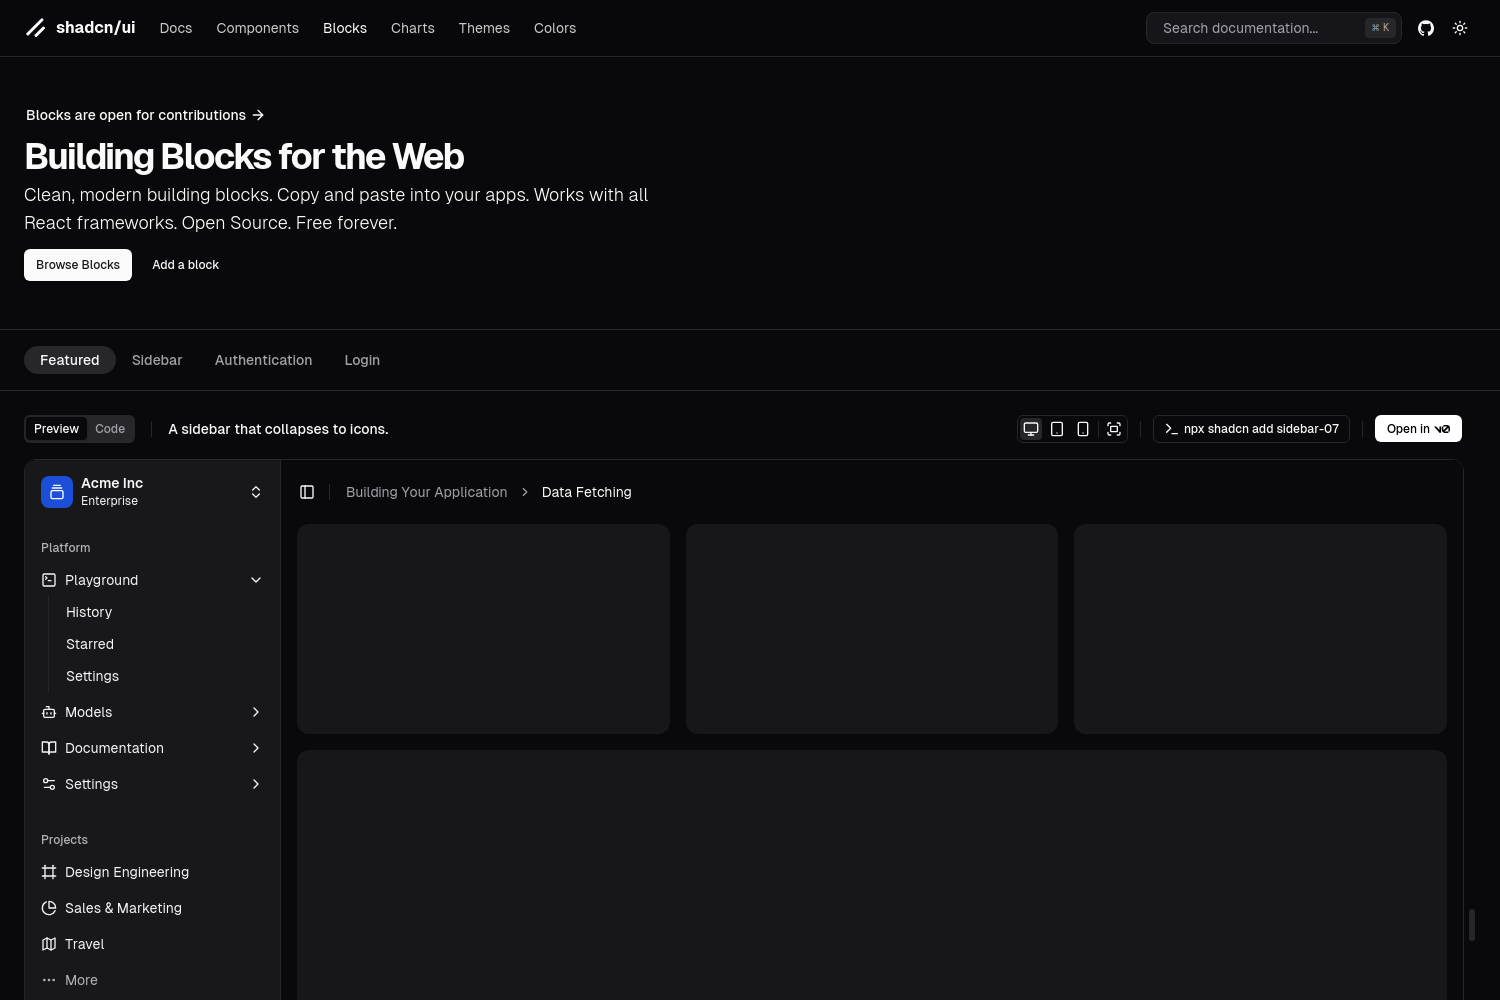 shadcn/ui Docs Components Blocks Charts Themes Colors Search documentation... ⌘ K
Blocks are open for contributions →
Building Blocks for the Web
Clean, modern building blocks. Copy and paste into your apps. Works with all
React frameworks. Open Source. Free forever.
Browse Blocks Add a block
Featured Sidebar Authentication Login
Preview Code A sidebar that collapses to icons. npx shadcn add sidebar-07 Open in v0
Acme Inc
Enterprise
Building Your Application > Data Fetching
Platform
Playground
History
Starred
Settings
Models
Documentation
Settings
Projects
Design Engineering
Sales & Marketing
Travel
More